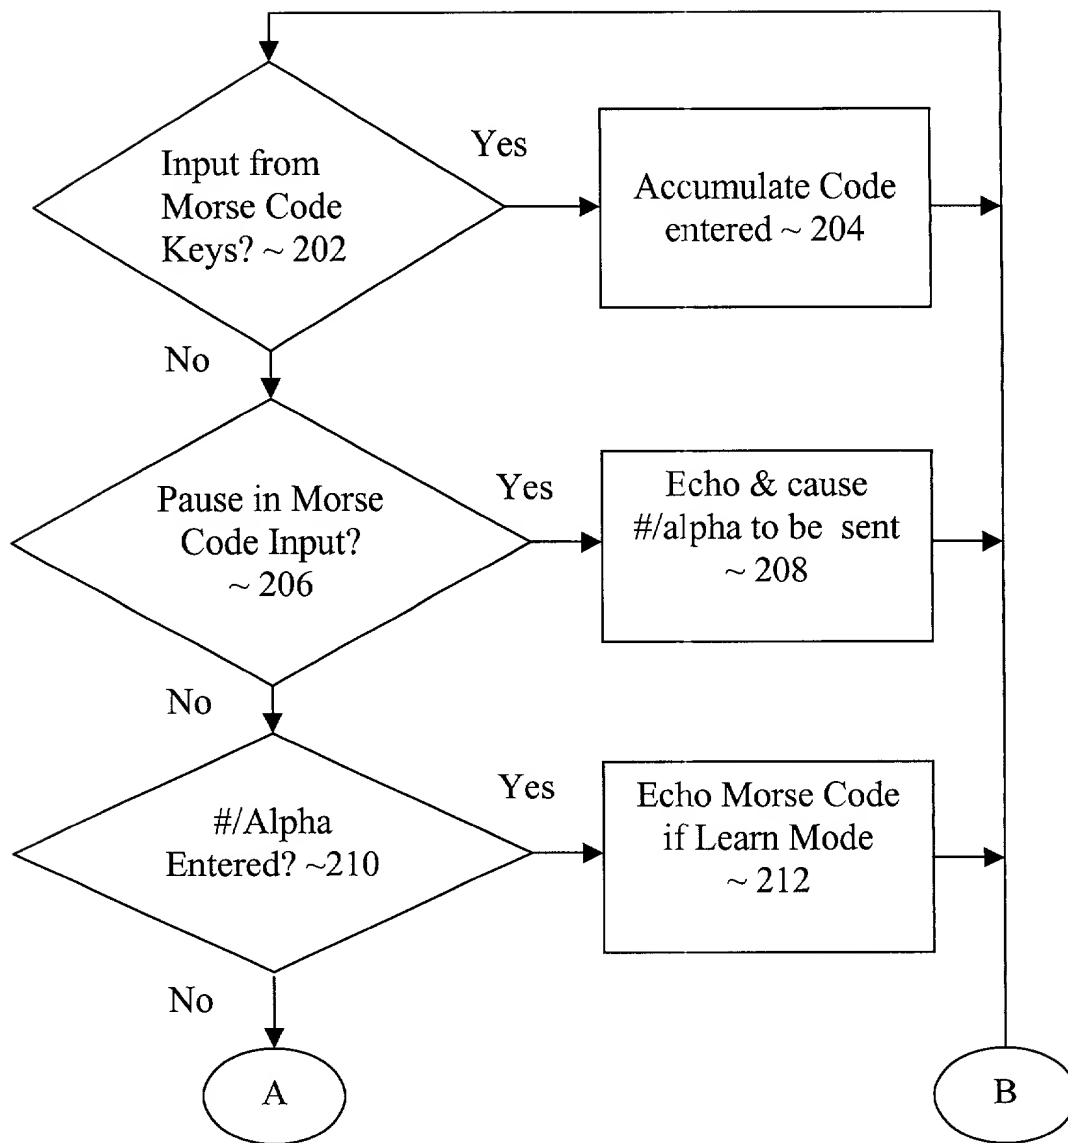 Input from
Morse Code
Keys? ~ 202
Yes
Accumulate Code
entered ~ 204
No
Pause in Morse
Code Input?
~ 206
Yes
Echo & cause
#/alpha to be sent
~ 208
No
#/Alpha
Entered? ~210
Yes
Echo Morse Code
if Learn Mode
~ 212
No
A
B